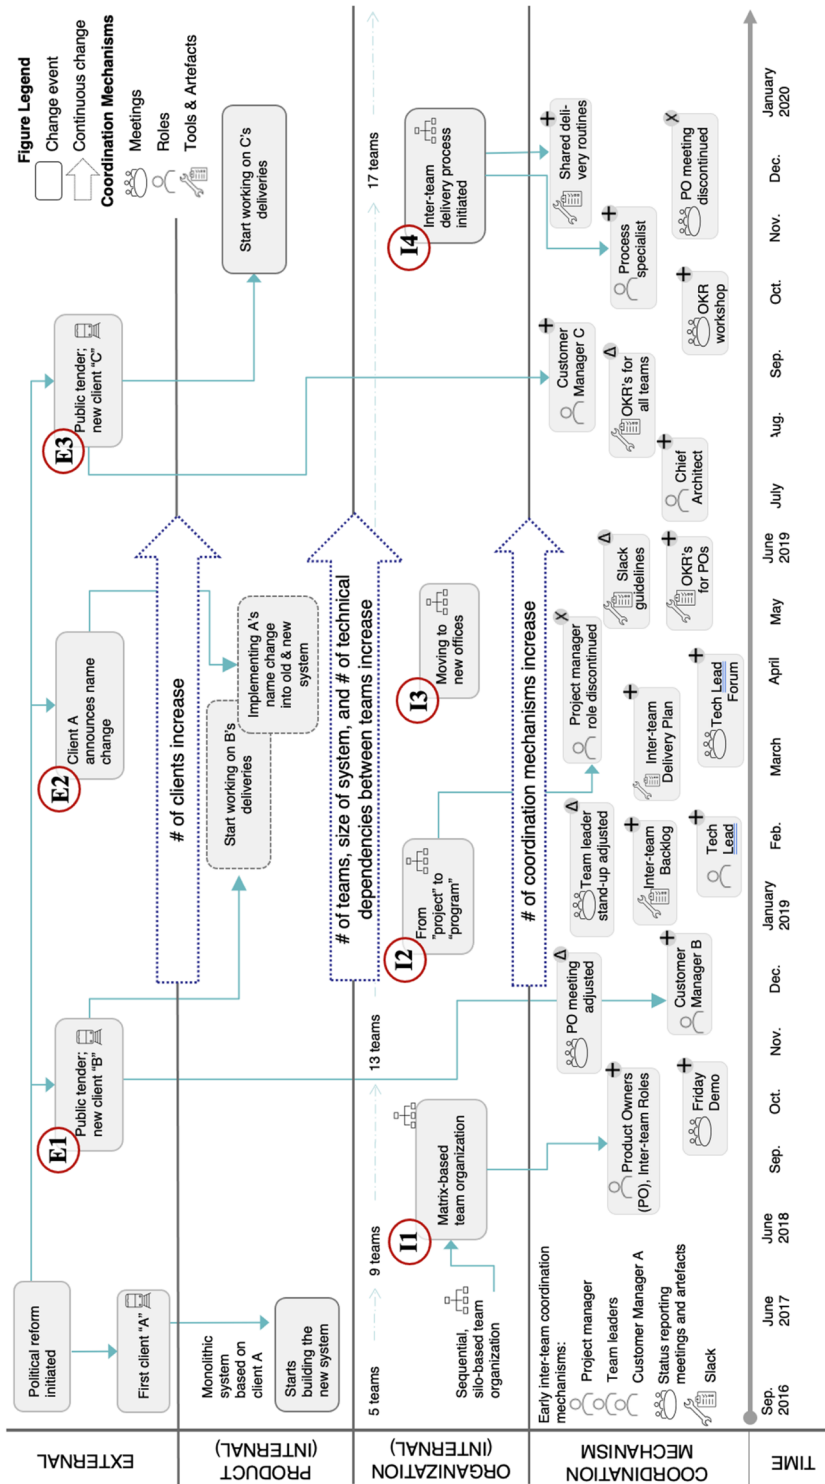 EXTERNAL
Political reform
initiated
First client "A"
E1
Public tender;
new client "B"
E2
Client A
announces name
change
E3
Public tender;
new client "C"
Figure Legend
Change event
Continuous change
Coordination Mechanisms
Meetings
Roles
Tools & Artefacts
# of clients increase
PRODUCT
(INTERNAL)
Monolithic
system
based on
client A
Starts
building the
new system
Start working on B's
deliveries
Implementing A's
name change
into old & new
system
Start working on C's
deliveries
# of teams, size of system, and # of technical
dependencies between teams increase
ORGANIZATION
(INTERNAL)
5 teams
9 teams
13 teams
17 teams
Sequential,
silo-based team
organization
I1
Matrix-based
team organization
I2
From
"project" to
"program"
I3
Moving to
new offices
I4
Inter-team
delivery process
initiated
# of coordination mechanisms increase
COORDINATION
MECHANISM
Early inter-team coordination
mechanisms:
Project manager
Team leaders
Customer Manager A
Status reporting
meetings and artefacts
Slack
+
Product Owners
(PO), Inter-team Roles
+
Friday
Demo
Δ
PO meeting
adjusted
+
Customer
Manager B
Δ
Team leader
stand-up adjusted
+
Inter-team
Backlog
+
Tech
Lead
X
Project manager
role discontinued
+
Inter-team
Delivery Plan
+
Tech Lead
Forum
Δ
Slack
guidelines
+
OKR's
for POs
+
Customer
Manager C
Δ
OKR's for
all teams
+
Chief
Architect
+
Shared deli-
very routines
+
Process
specialist
+
OKR
workshop
X
PO meeting
discontinued
TIME
Sep.
2016
June
2017
June
2018
Sep.
Oct.
Nov.
Dec.
January
2019
Feb.
March
April
May
June
2019
July
Aug.
Sep.
Oct.
Nov.
Dec.
January
2020